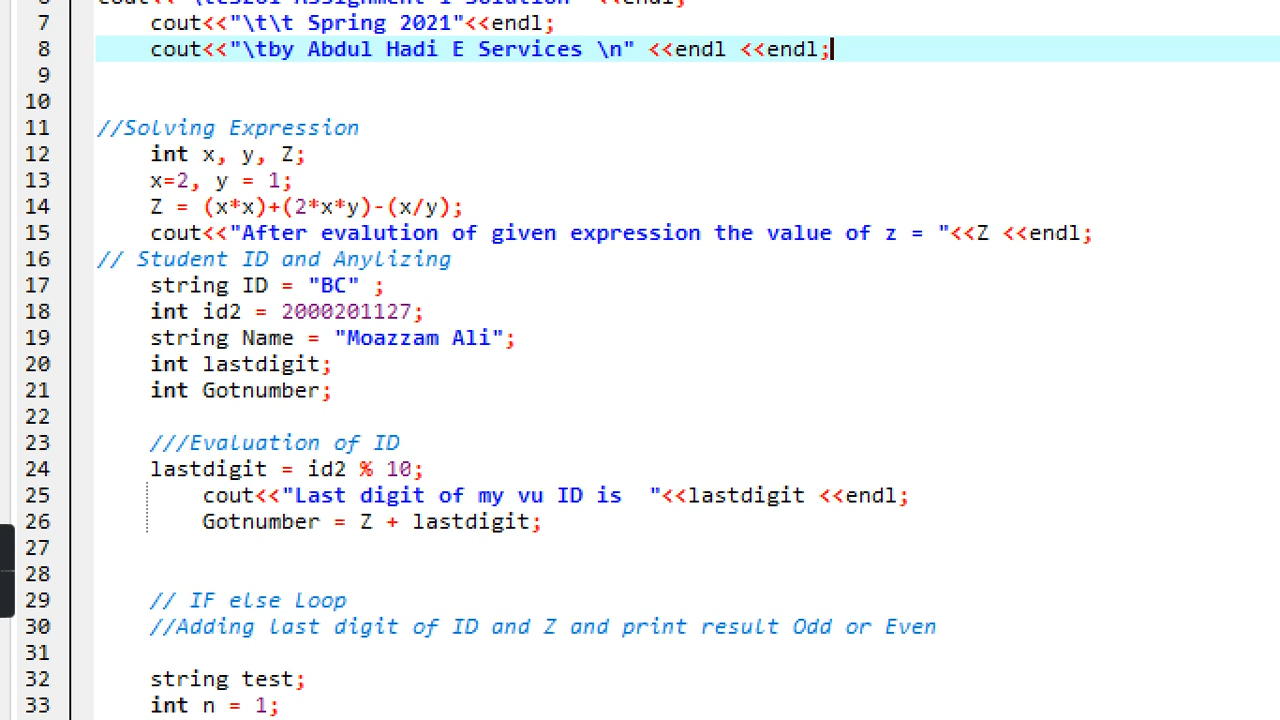 7 cout<<"\t\t Spring 2021"<<endl;
8 cout<<"\tby Abdul Hadi E Services \n" <<endl <<endl;
9
10
11 //Solving Expression
12 int x, y, Z;
13 x=2, y = 1;
14 Z = (x*x)+(2*x*y)-(x/y);
15 cout<<"After evalution of given expression the value of z = "<<Z <<endl;
16 // Student ID and Anylizing
17 string ID = "BC" ;
18 int id2 = 2000201127;
19 string Name = "Moazzam Ali";
20 int lastdigit;
21 int Gotnumber;
22
23 ///Evaluation of ID
24 lastdigit = id2 % 10;
25 cout<<"Last digit of my vu ID is  "<<lastdigit <<endl;
26 Gotnumber = Z + lastdigit;
27
28
29 // IF else Loop
30 //Adding last digit of ID and Z and print result Odd or Even
31
32 string test;
33 int n = 1;